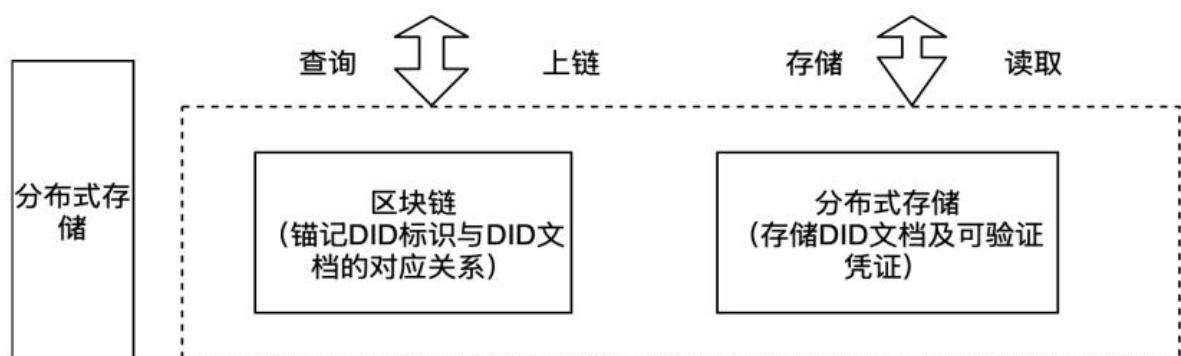 查询
上链
存储
读取
分布式存
储
区块链
（锚记DID标识与DID文
档的对应关系）
分布式存储
（存储DID文档及可验证
凭证）